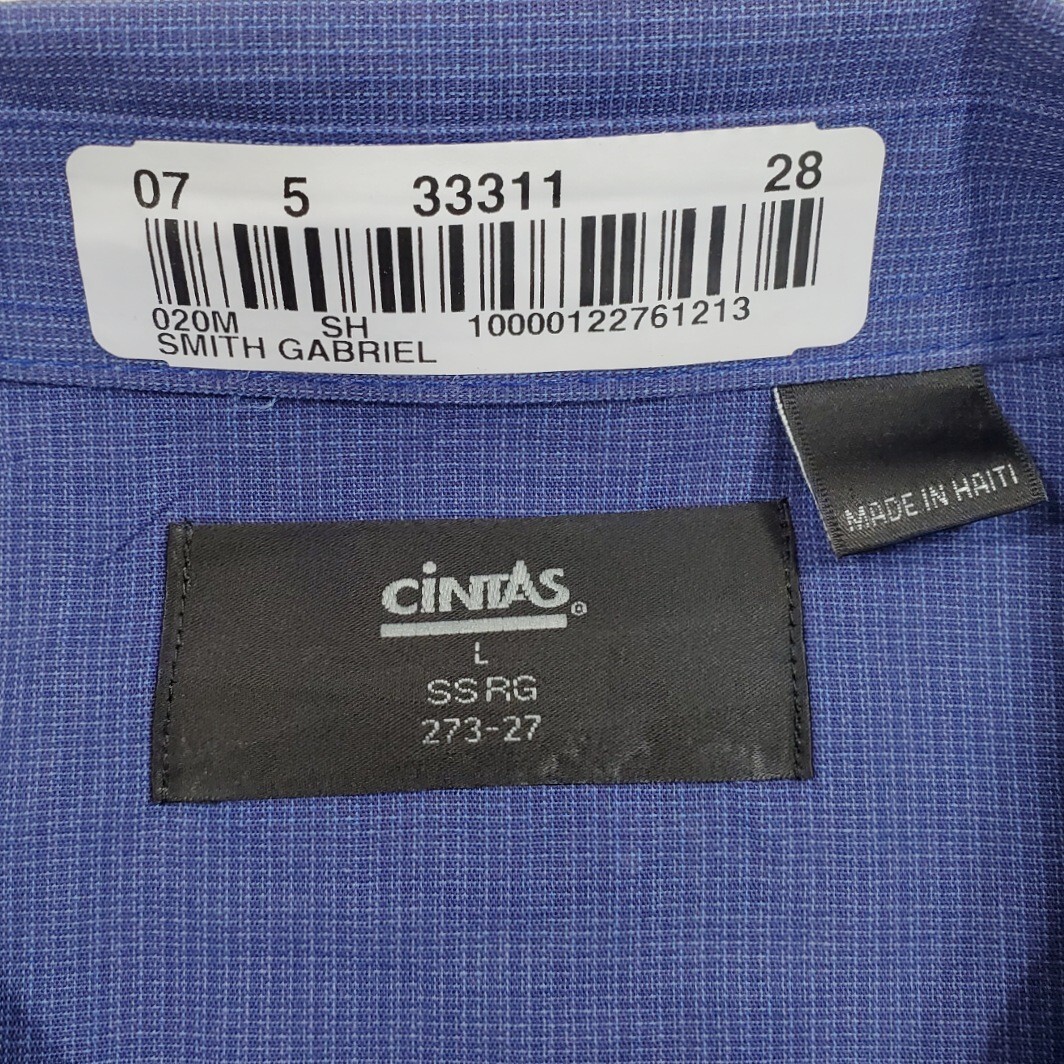 07 5 33311 28
020M SH 10000122761213
SMITH GABRIEL
MADE IN HAITI
CiNTAS®
L
SS RG
273-27